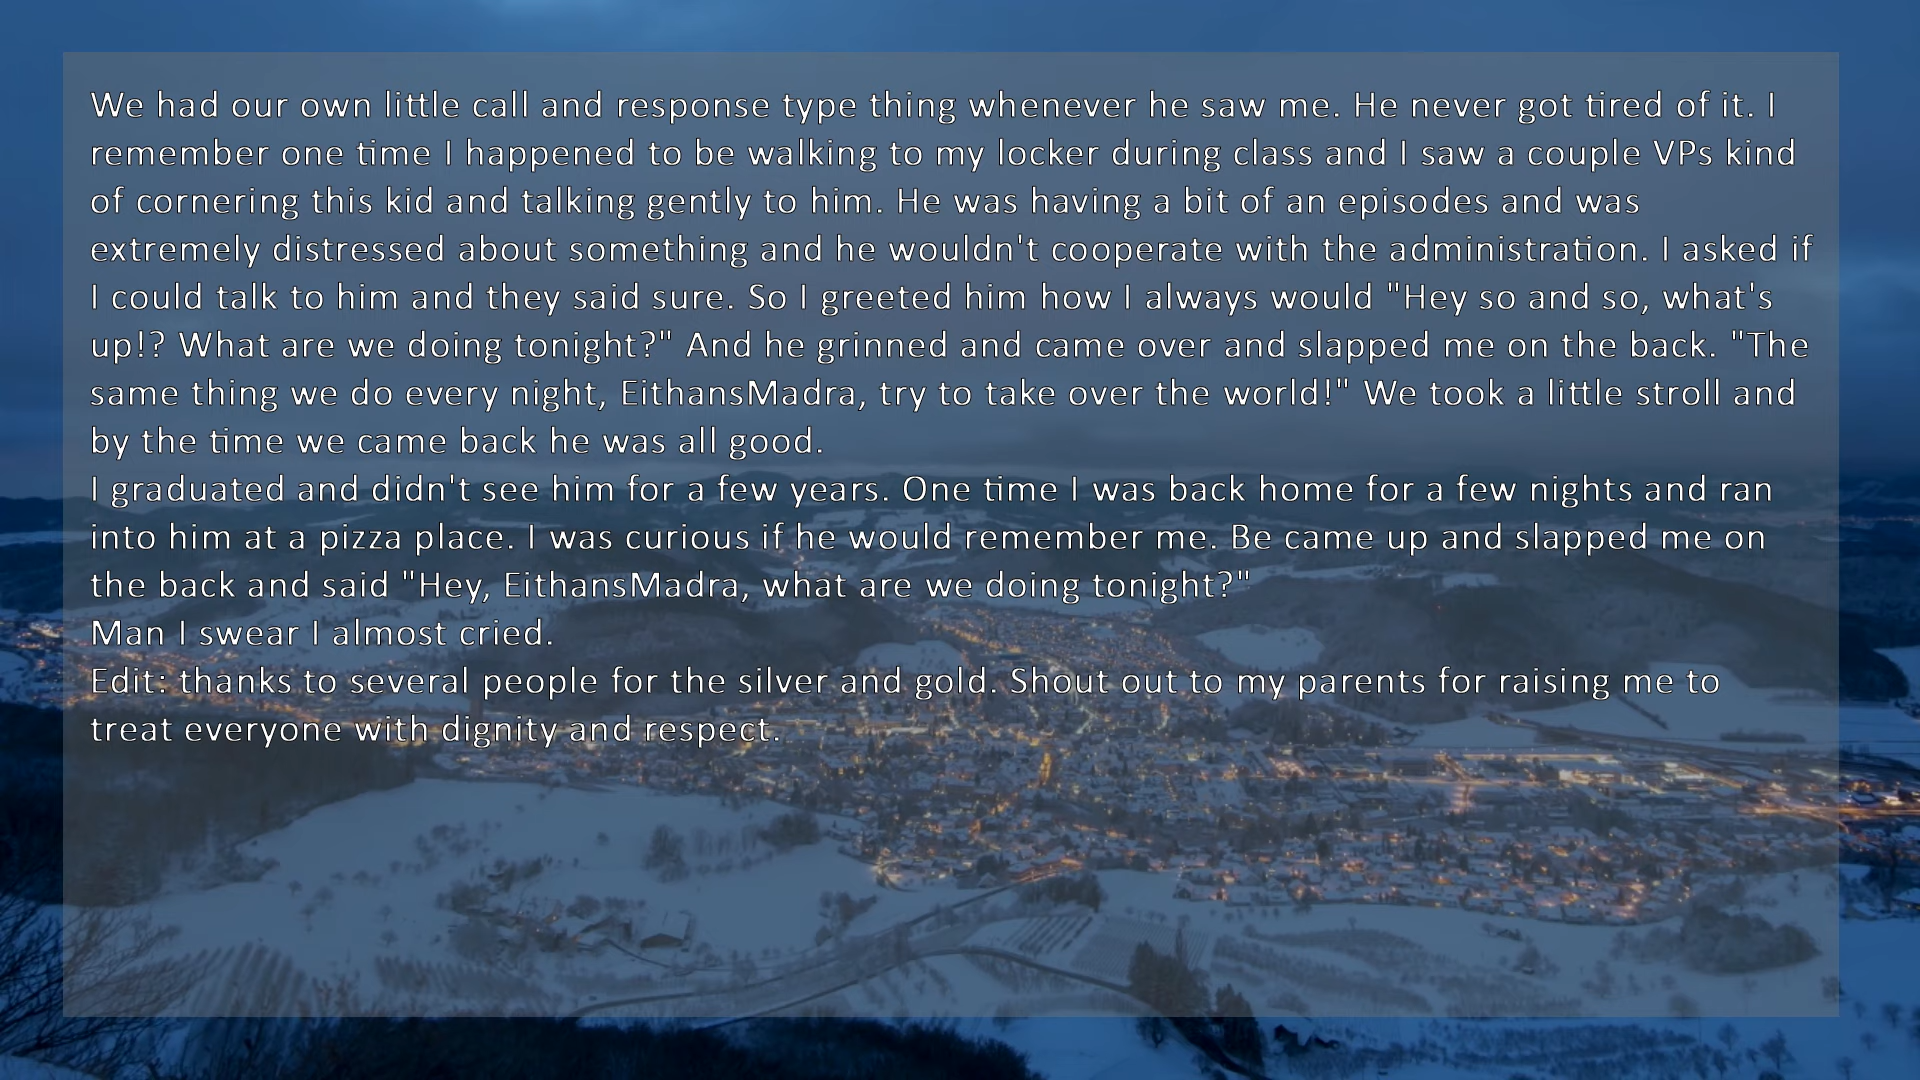 We had our own little call and response type thing whenever he saw me. He never got tired of it. I
remember one time I happened to be walking to my locker during class and I saw a couple VPs kind
of cornering this kid and talking gently to him. He was having a bit of an episodes and was
extremely distressed about something and he wouldn't cooperate with the administration. I asked if
I could talk to him and they said sure. So I greeted him how I always would "Hey so and so, what's
up!? What are we doing tonight?" And he grinned and came over and slapped me on the back. "The
same thing we do every night, EithansMadra, try to take over the world!" We took a little stroll and
by the time we came back he was all good.
I graduated and didn't see him for a few years. One time I was back home for a few nights and ran
into him at a pizza place. I was curious if he would remember me. Be came up and slapped me on
the back and said "Hey, EithansMadra, what are we doing tonight?"
Man I swear I almost cried.
Edit: thanks to several people for the silver and gold. Shout out to my parents for raising me to
treat everyone with dignity and respect.